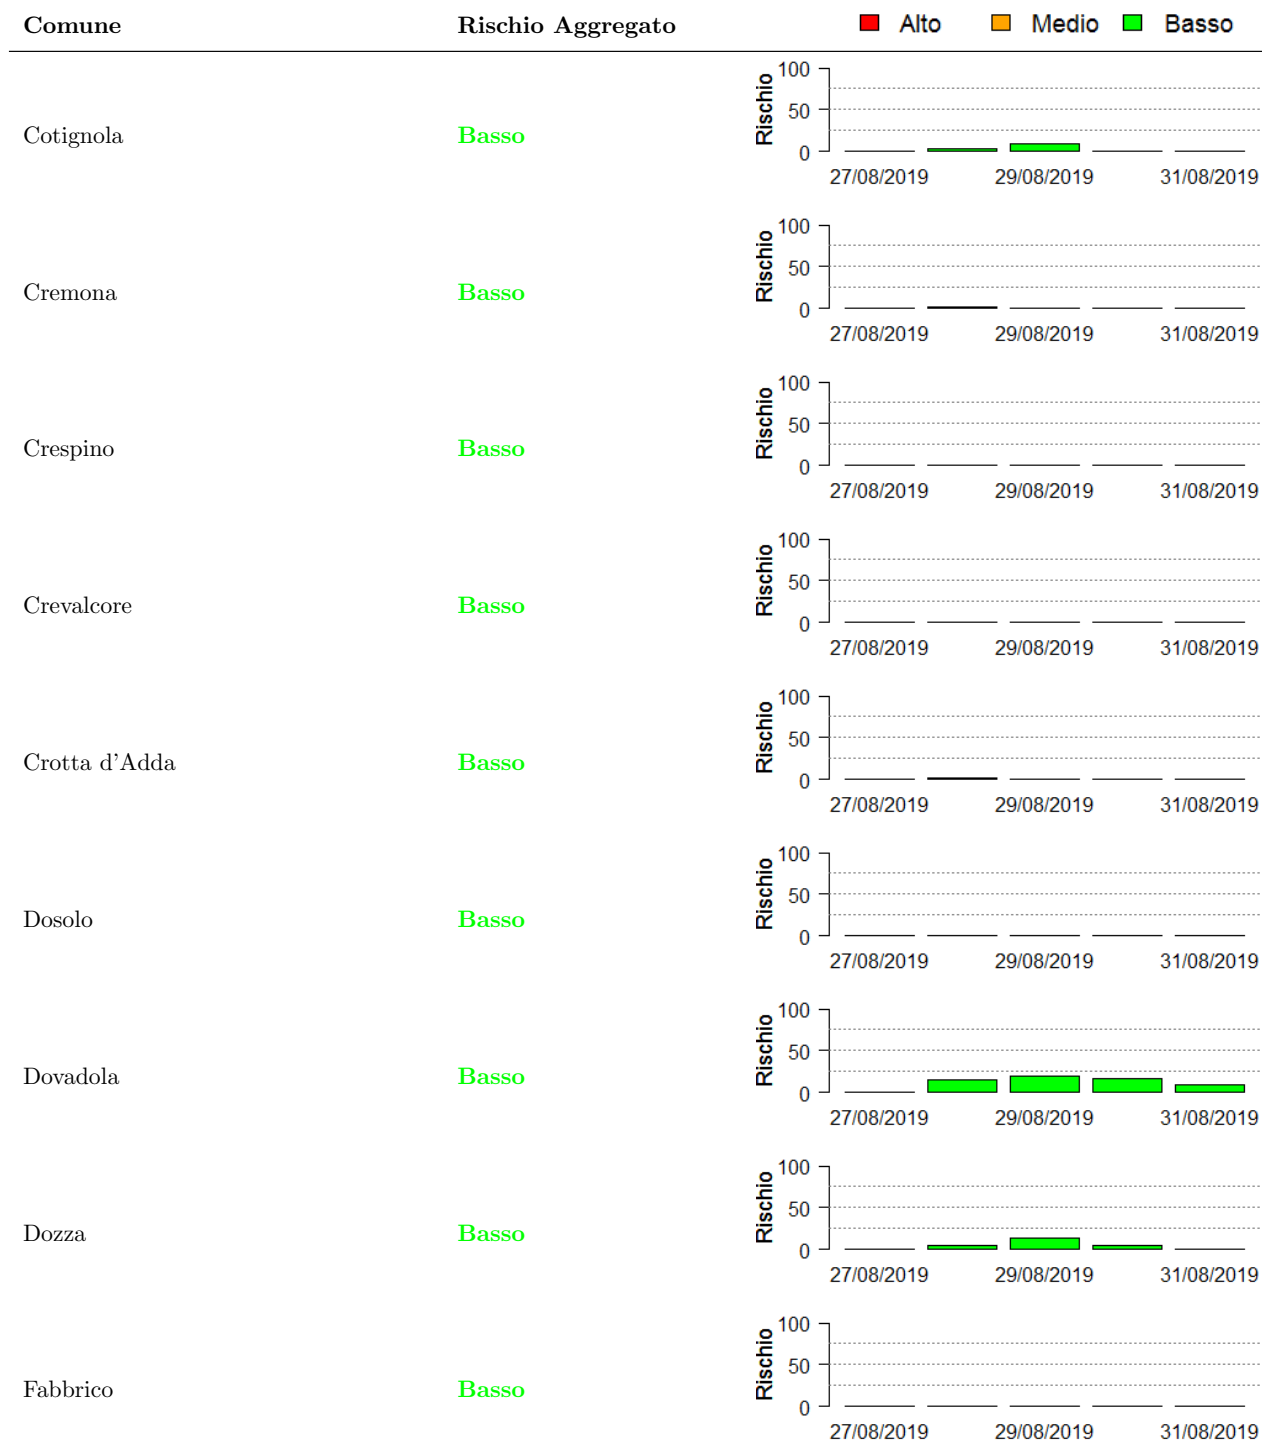 Comune Rischio Aggregato Alto Medio Basso
100
50
0
Rischio
Cotignola Basso
27/08/2019 29/08/2019 31/08/2019
100
50
0
Rischio
Cremona Basso
27/08/2019 29/08/2019 31/08/2019
100
50
0
Rischio
Crespino Basso
27/08/2019 29/08/2019 31/08/2019
100
50
0
Rischio
Crevalcore Basso
27/08/2019 29/08/2019 31/08/2019
100
50
0
Rischio
Crotta d'Adda Basso
27/08/2019 29/08/2019 31/08/2019
100
50
0
Rischio
Dosolo Basso
27/08/2019 29/08/2019 31/08/2019
100
50
0
Rischio
Dovadola Basso
27/08/2019 29/08/2019 31/08/2019
100
50
0
Rischio
Dozza Basso
27/08/2019 29/08/2019 31/08/2019
100
50
0
Rischio
Fabbrico Basso
27/08/2019 29/08/2019 31/08/2019